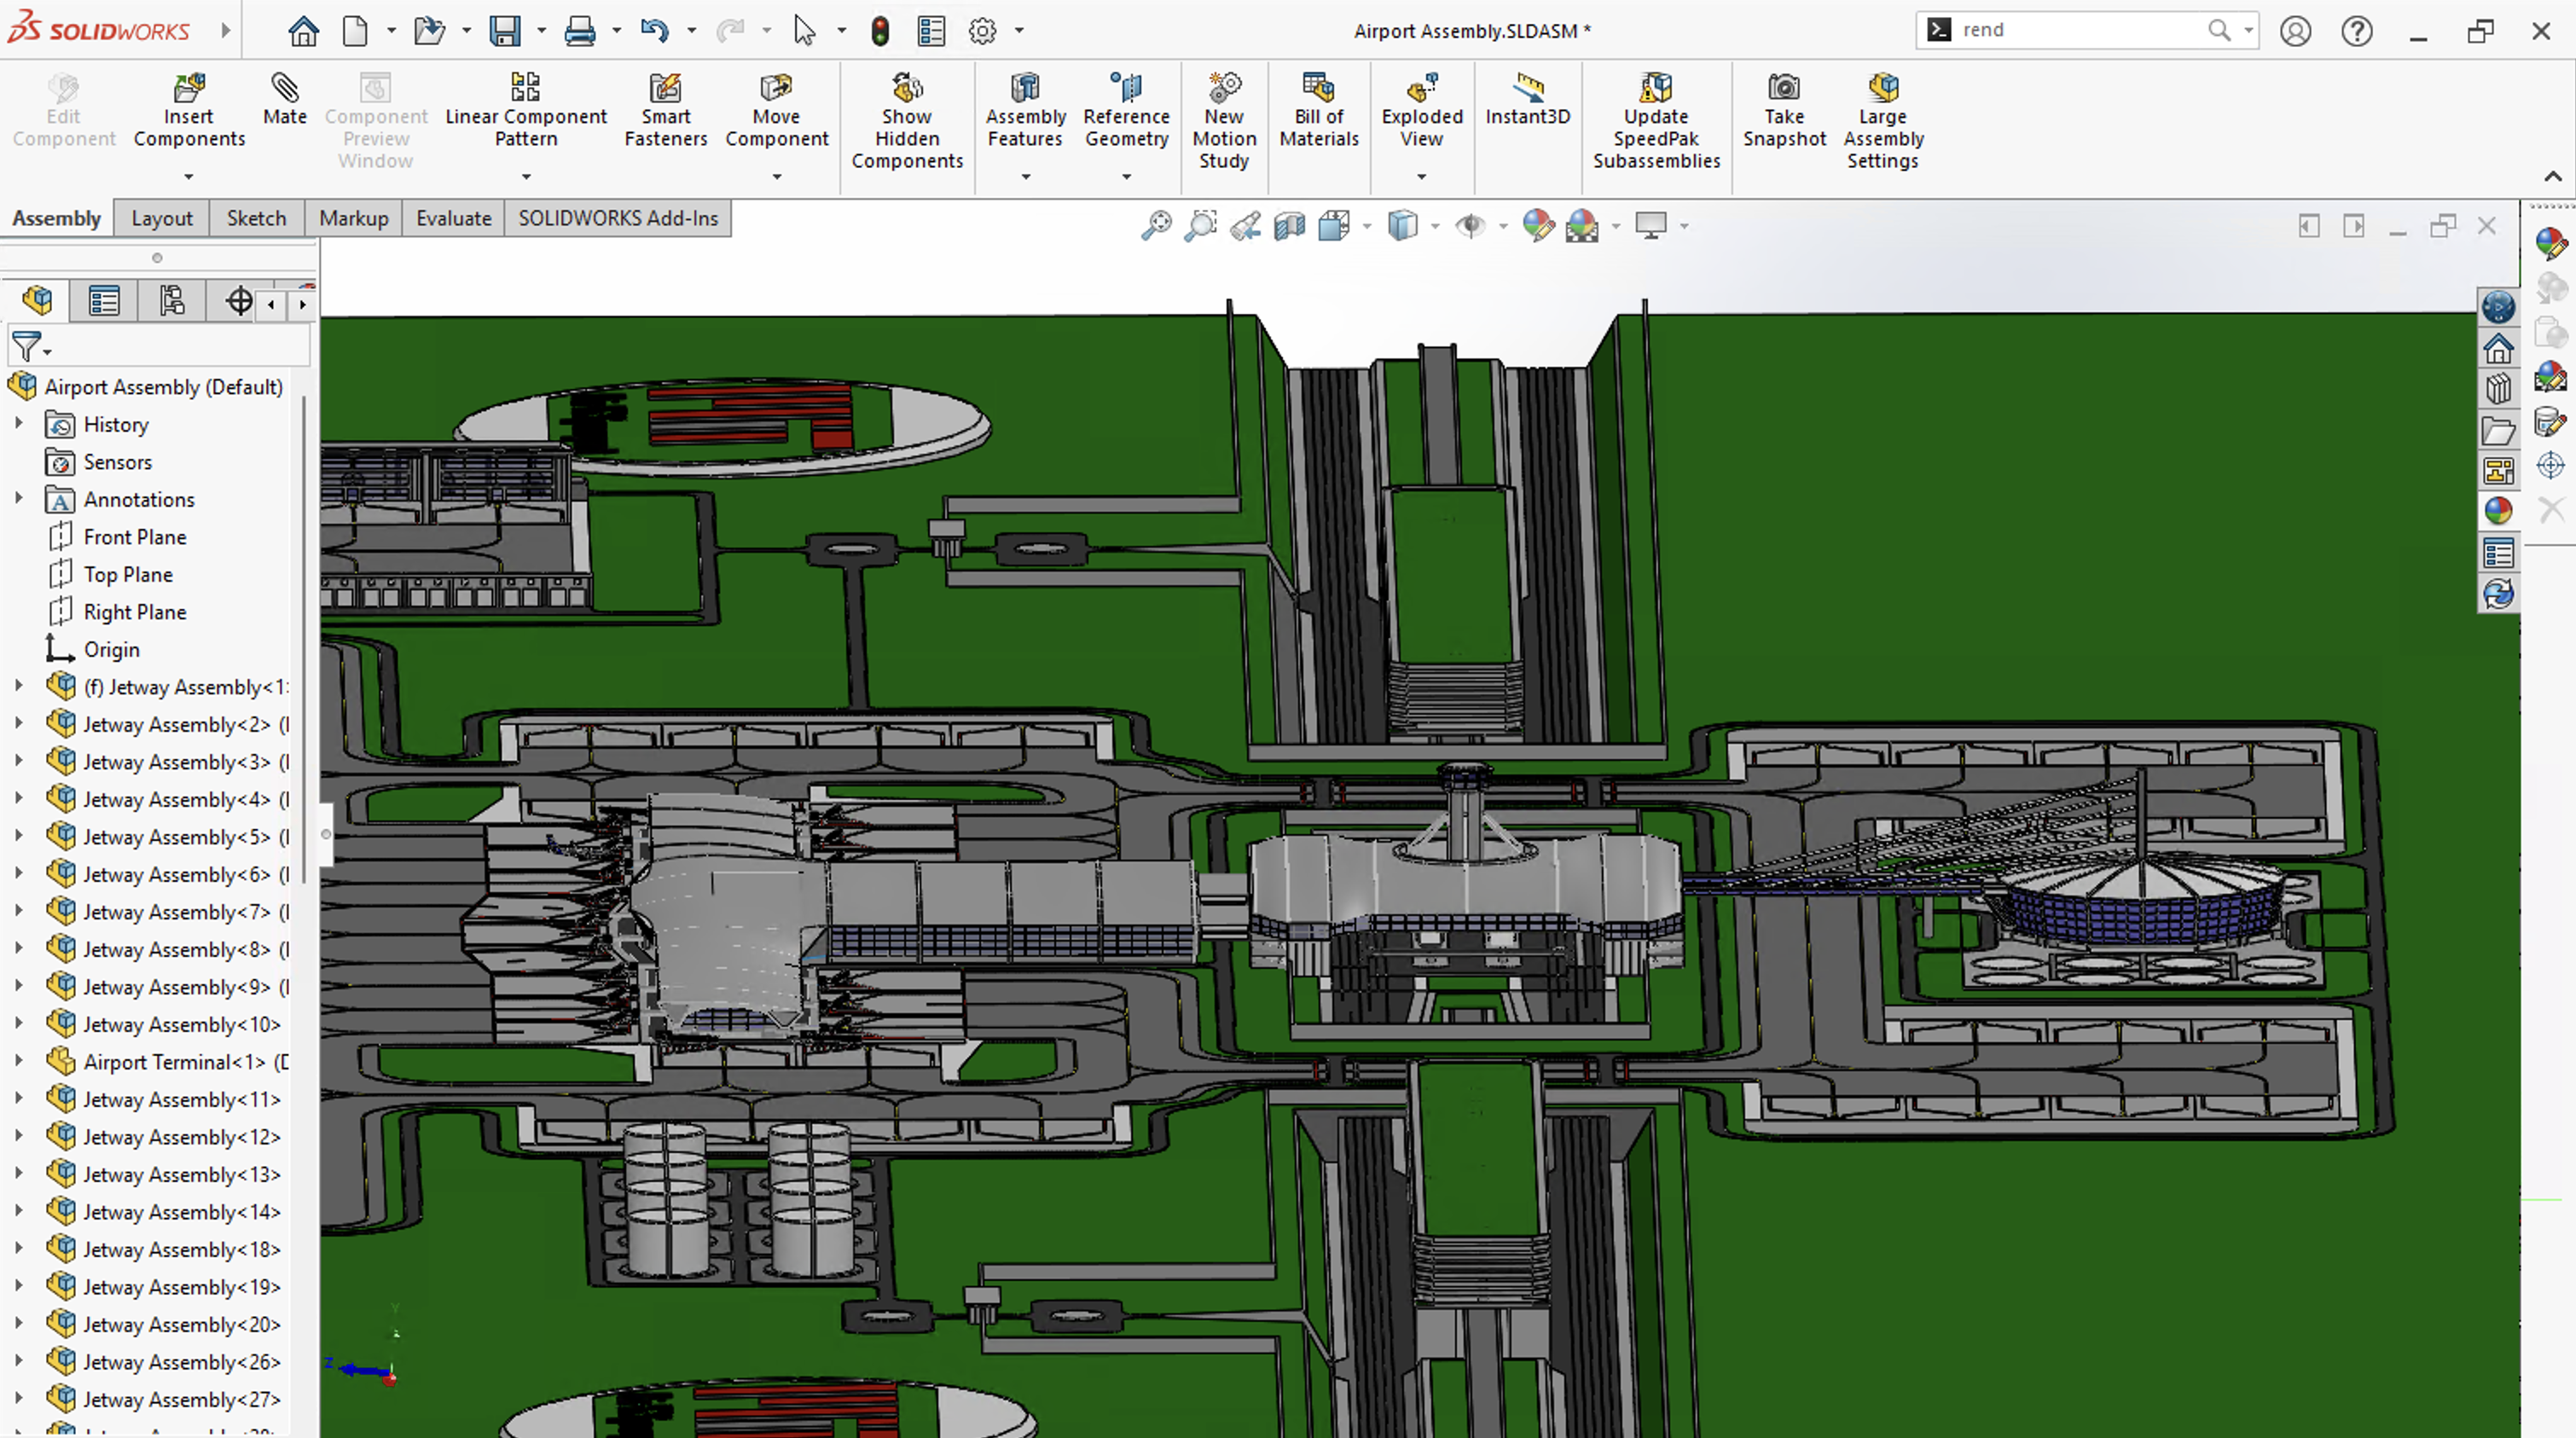 SOLIDWORKS
Airport Assembly.SLDASM *
rend
Edit Component
Insert Components
Mate
Component Preview Window
Linear Component Pattern
Smart Fasteners
Move Component
Show Hidden Components
Assembly Features
Reference Geometry
New Motion Study
Bill of Materials
Exploded View
Instant3D
Update SpeedPak Subassemblies
Take Snapshot
Large Assembly Settings
Assembly
Layout
Sketch
Markup
Evaluate
SOLIDWORKS Add-Ins
Airport Assembly (Default)
History
Sensors
Annotations
Front Plane
Top Plane
Right Plane
Origin
(f) Jetway Assembly<1>
Jetway Assembly<2> (
Jetway Assembly<3> (
Jetway Assembly<4> (
Jetway Assembly<5> (
Jetway Assembly<6> (
Jetway Assembly<7> (
Jetway Assembly<8> (
Jetway Assembly<9> (
Jetway Assembly<10>
Airport Terminal<1> (D
Jetway Assembly<11>
Jetway Assembly<12>
Jetway Assembly<13>
Jetway Assembly<14>
Jetway Assembly<18>
Jetway Assembly<19>
Jetway Assembly<20>
Jetway Assembly<26>
Jetway Assembly<27>
Y
Z